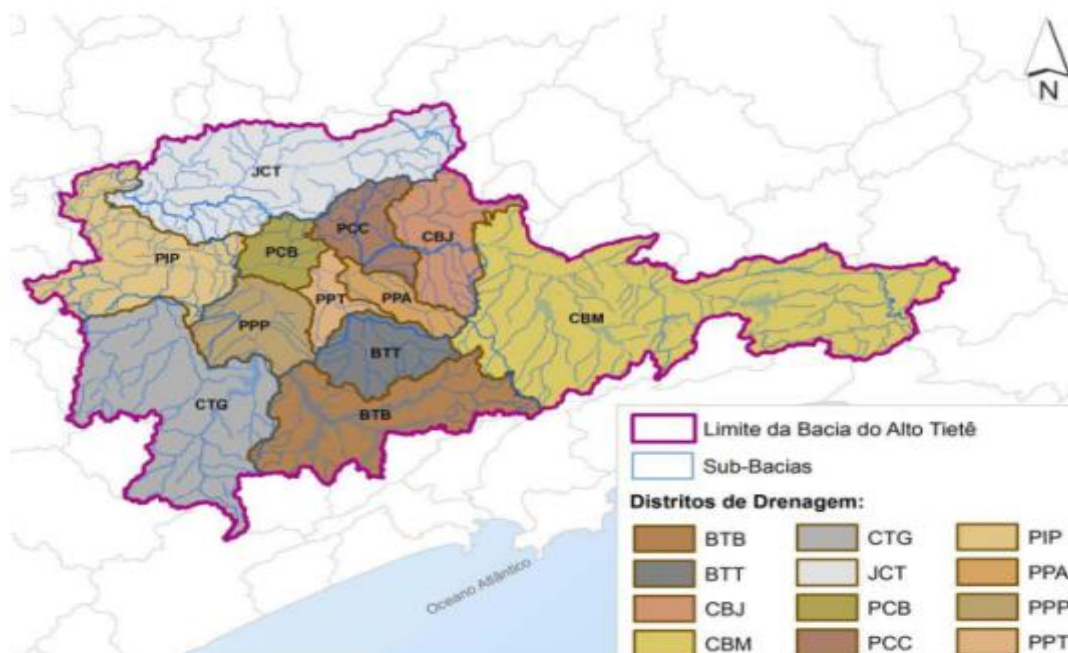 N
JCT
PCC
CBJ
PCB
PIP
PPT
PPA
CBM
PPP
BTT
CTG
BTB
Limite da Bacia do Alto Tietê
Sub-Bacias
Distritos de Drenagem:
BTB CTG PIP
BTT JCT PPA
CBJ PCB PPP
CBM PCC PPT
Oceano Atlântico